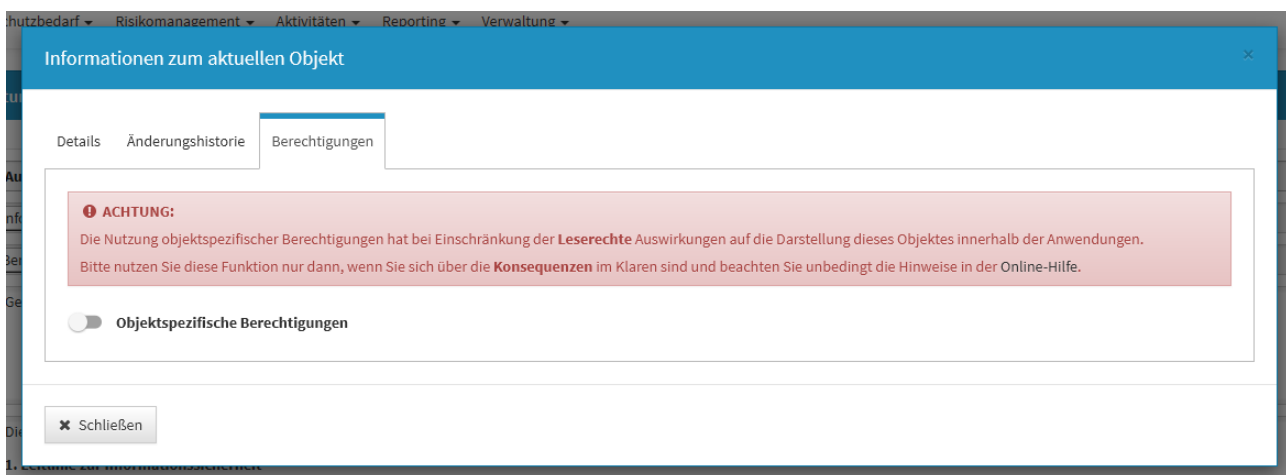 Risikomanagement Aktivitäten Reporting Verwaltung
Informationen zum aktuellen Objekt
×
Details Änderungshistorie Berechtigungen
ACHTUNG:
Die Nutzung objektspezifischer Berechtigungen hat bei Einschränkung der Leserechte Auswirkungen auf die Darstellung dieses Objektes innerhalb der Anwendungen.
Bitte nutzen Sie diese Funktion nur dann, wenn Sie sich über die Konsequenzen im Klaren sind und beachten Sie unbedingt die Hinweise in der Online-Hilfe.
Objektspezifische Berechtigungen
Schließen